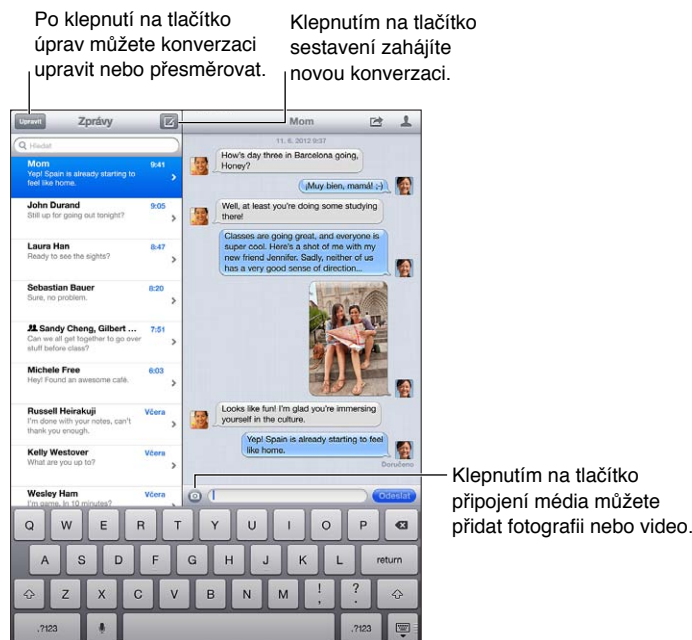 Po klepnutí na tlačítko
úprav můžete konverzaci
upravit nebo přesměrovat.
Klepnutím na tlačítko
sestavení zahájíte
novou konverzaci.
Upravit
Zprávy
Hledat
Mom 9:41
Yep! Spain is already starting to
feel like home.
John Durand 9:05
Still up for going out tonight?
Laura Han 8:47
Ready to see the sights?
Sebastian Bauer 8:20
Sure, no problem.
Sandy Cheng, Gilbert ... 7:51
Can we all get together to go over
stuff before class?
Michele Free 6:03
Hey! Found an awesome café.
Russell Heirakuji Včera
I'm done with your notes, can't
thank you enough.
Kelly Westover Včera
What are you up to?
Wesley Ham Včera
I'm game. In 10 minutes?
Mom
11. 6. 2012 9:37
How's day three in Barcelona going,
Honey?
¡Muy bien, mamá! ;-)
Well, at least you're doing some studying
there!
Classes are going great, and everyone is
super cool. Here's a shot of me with my
new friend Jennifer. Sadly, neither of us
has a very good sense of direction...
Looks like fun! I'm glad you're immersing
yourself in the culture.
Yep! Spain is already starting to feel
like home.
Doručeno
Odeslat
Klepnutím na tlačítko
připojení média můžete
přidat fotografii nebo video.
Q W E R T Y U I O P
A S D F G H J K L return
Z X C V B N M ! , ? .
.?123 .?123